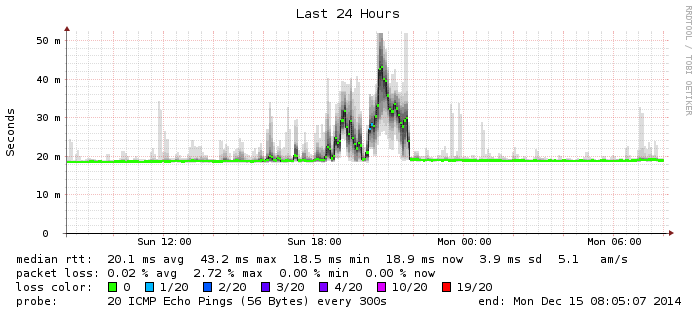 Last 24 Hours
RRDTOOL / TOBI OETIKER
Seconds
50 m
40 m
30 m
20 m
10 m
0
Sun 12:00 Sun 18:00 Mon 00:00 Mon 06:00
median rtt: 20.1 ms avg 43.2 ms max 18.5 ms min 18.9 ms now 3.9 ms sd 5.1 am/s
packet loss: 0.02 % avg 2.72 % max 0.00 % min 0.00 % now
loss color: 0 1/20 2/20 3/20 4/20 10/20 19/20
probe: 20 ICMP Echo Pings (56 Bytes) every 300s end: Mon Dec 15 08:05:07 2014